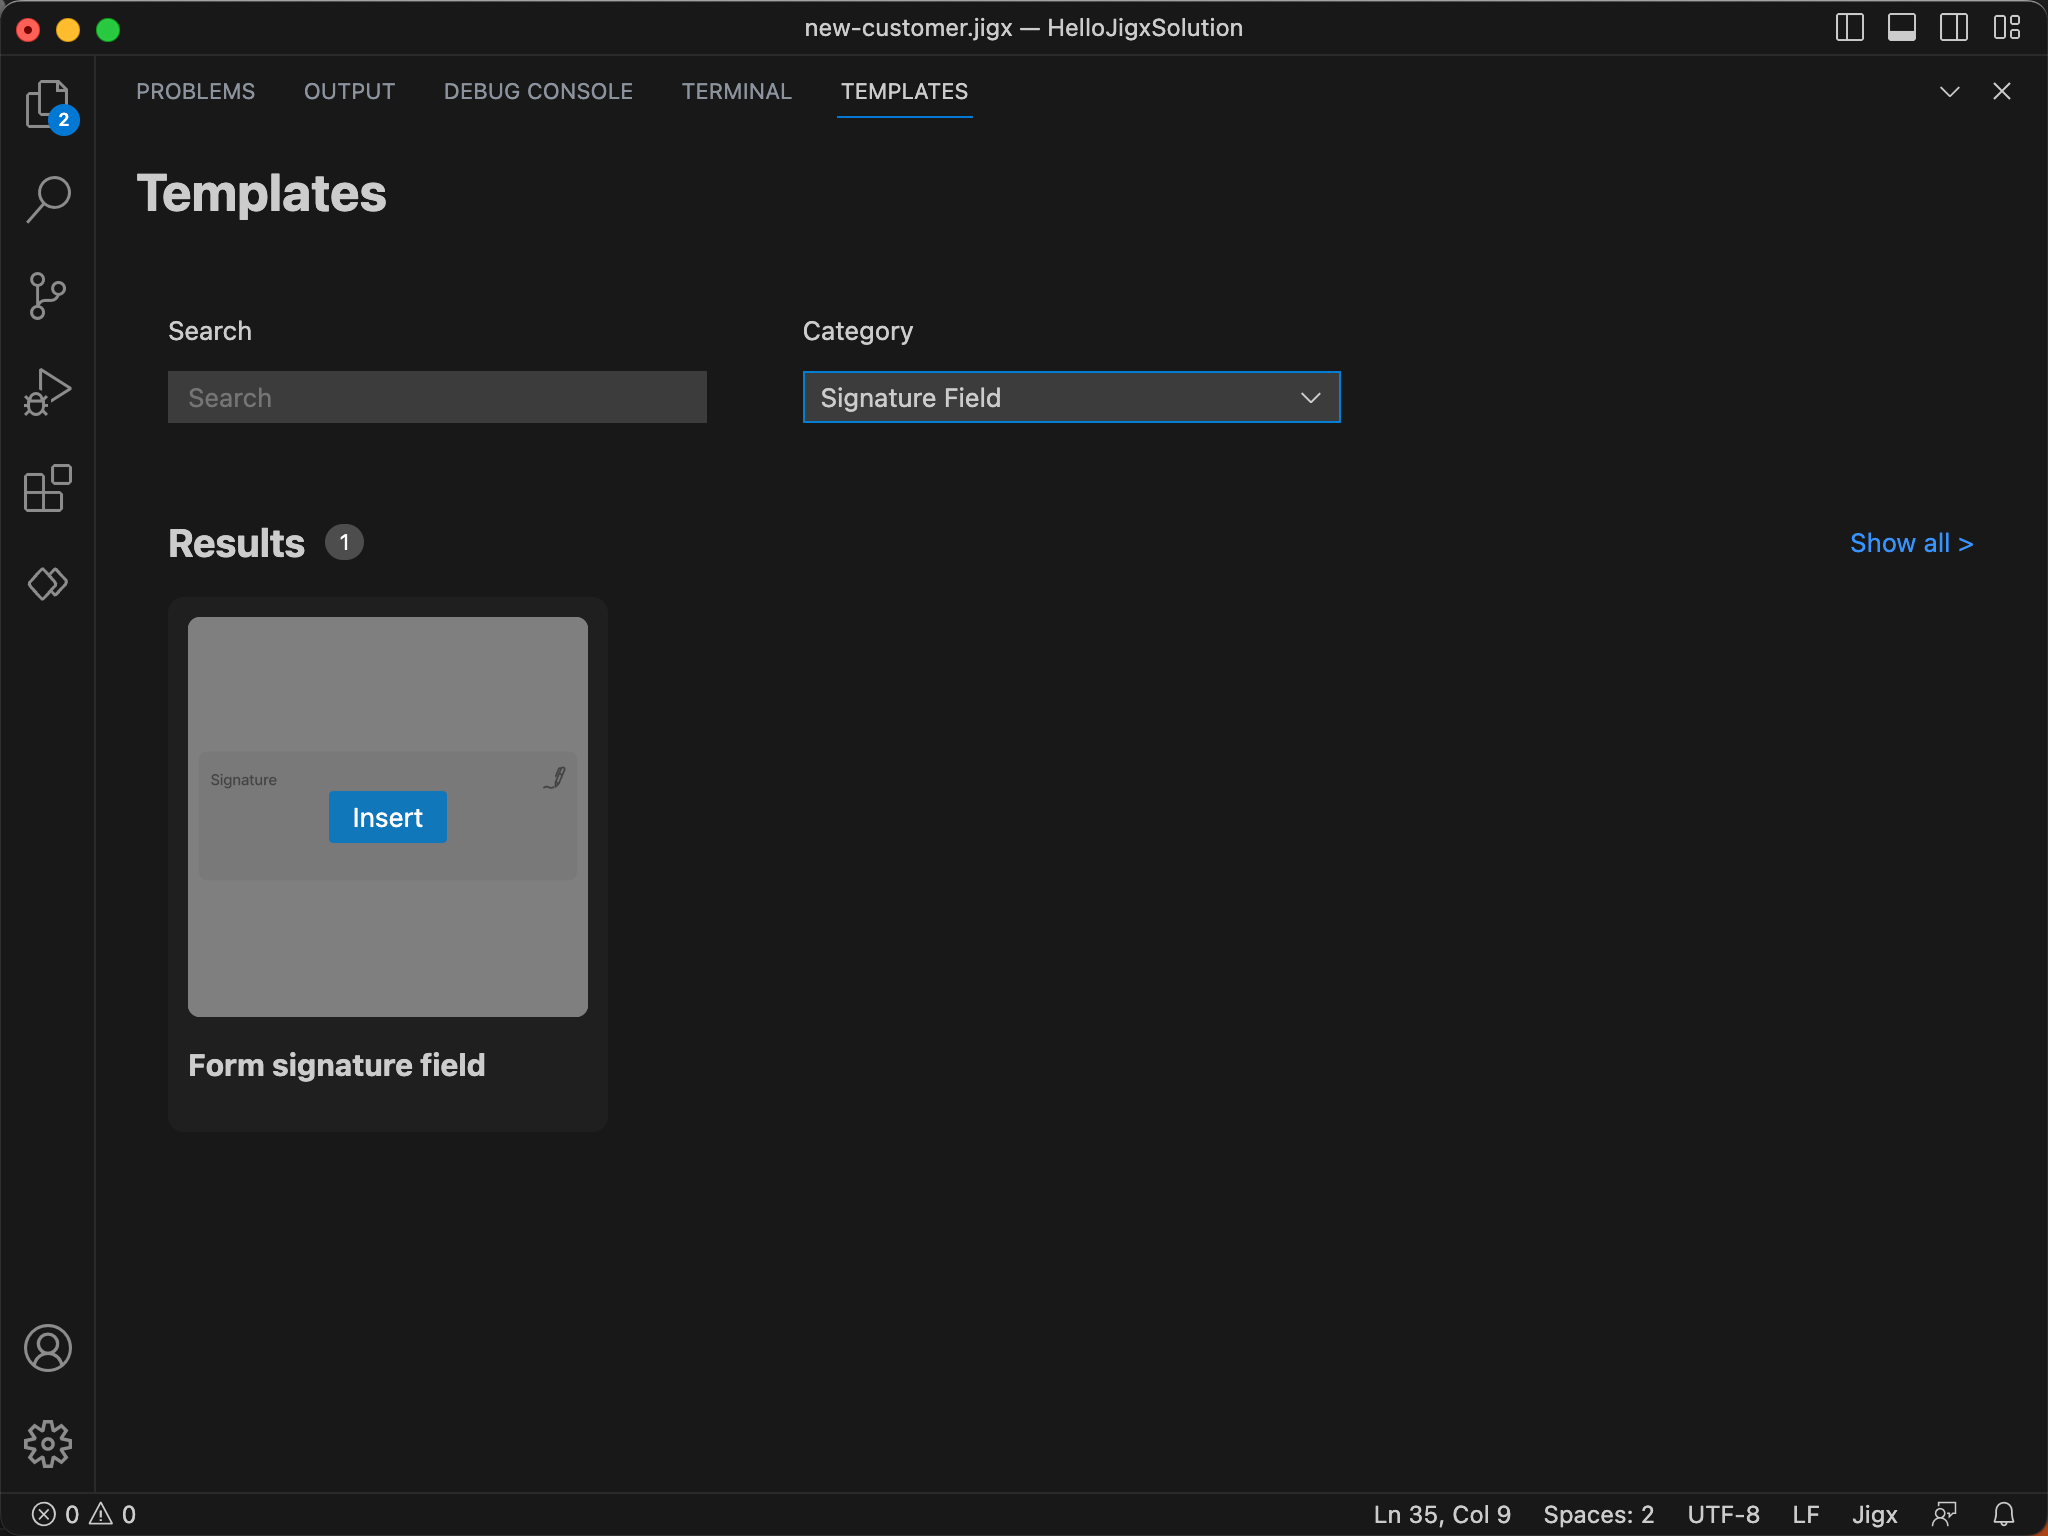 new-customer.jigx — HelloJigxSolution
2
PROBLEMS OUTPUT DEBUG CONSOLE TERMINAL TEMPLATES
Templates
Search Category
Search Signature Field
Results 1 Show all >
Signature
Insert
Form signature field
0 0 Ln 35, Col 9 Spaces: 2 UTF-8 LF Jigx